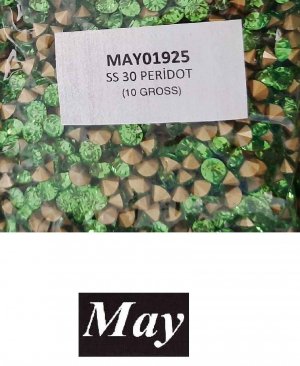 MAY01925
SS 30 PERİDOT
(10 GROSS)
May